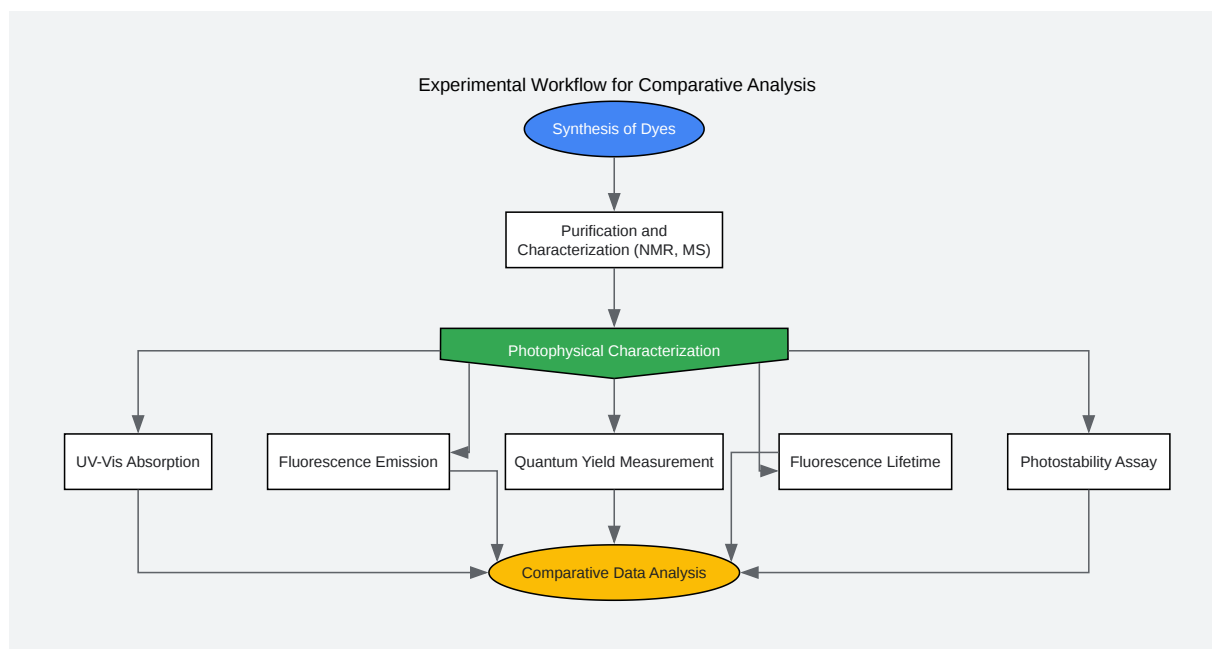 Experimental Workflow for Comparative Analysis
Synthesis of Dyes
Purification and
Characterization (NMR, MS)
Photophysical Characterization
UV-Vis Absorption
Fluorescence Emission
Quantum Yield Measurement
Fluorescence Lifetime
Photostability Assay
Comparative Data Analysis